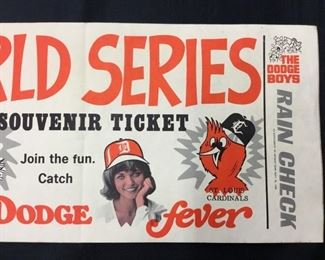 RLD SERIES
SOUVENIR TICKET
Join the fun.
Catch
DODGE fever
ST. LOUIS
CARDINALS
THE
DODGE
BOYS
RAIN CHECK